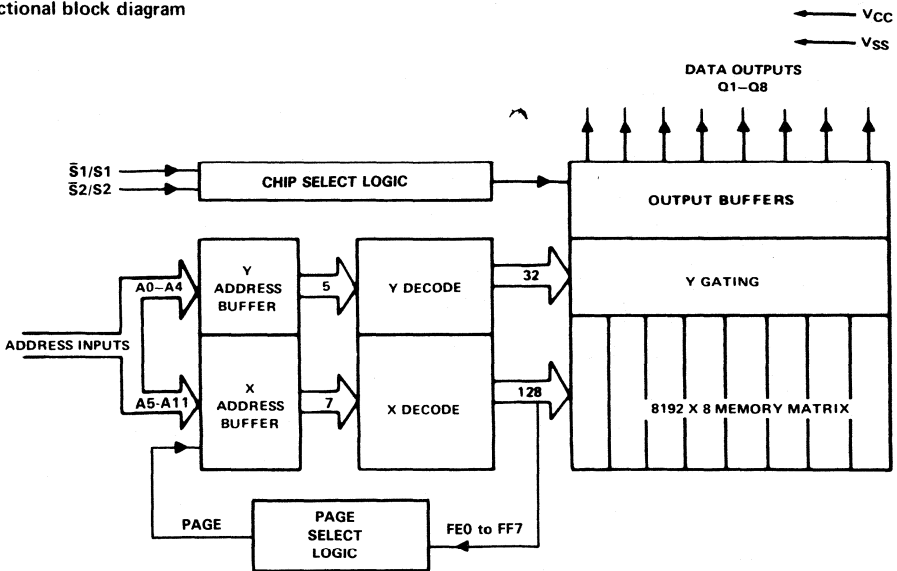 ctional block diagram
VCC
VSS
DATA OUTPUTS
Q1–Q8
S̄1/S1
S̄2/S2
CHIP SELECT LOGIC
OUTPUT BUFFERS
A0–A4
Y
ADDRESS
BUFFER
5
Y DECODE
32
Y GATING
ADDRESS INPUTS
A5-A11
X
ADDRESS
BUFFER
7
X DECODE
128
8192 X 8 MEMORY MATRIX
PAGE
PAGE
SELECT
LOGIC
FE0 to FF7